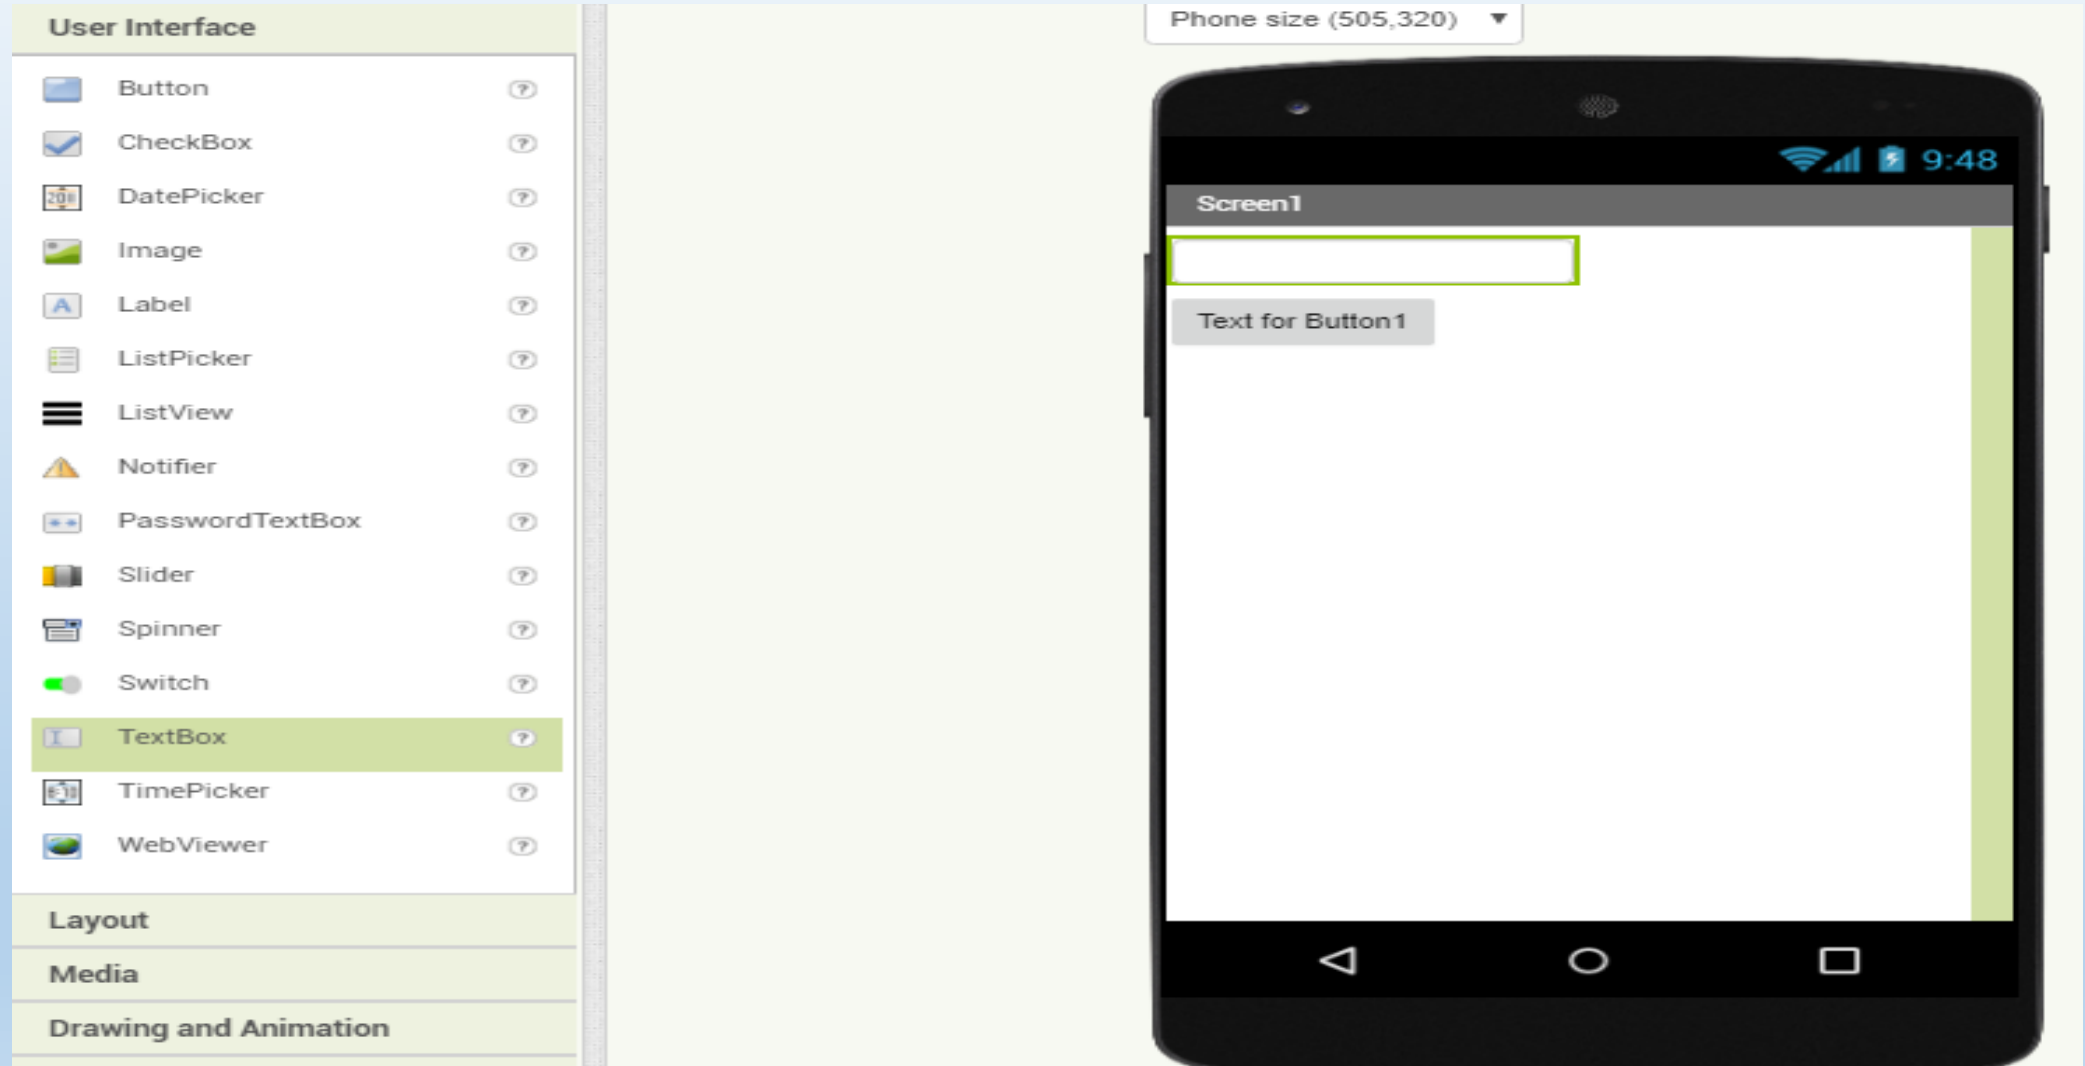 User Interface
Button
CheckBox
DatePicker
Image
Label
ListPicker
ListView
Notifier
PasswordTextBox
Slider
Spinner
Switch
TextBox
TimePicker
WebViewer
Layout
Media
Drawing and Animation
Phone size (505,320)
9:48
Screen1
Text for Button1